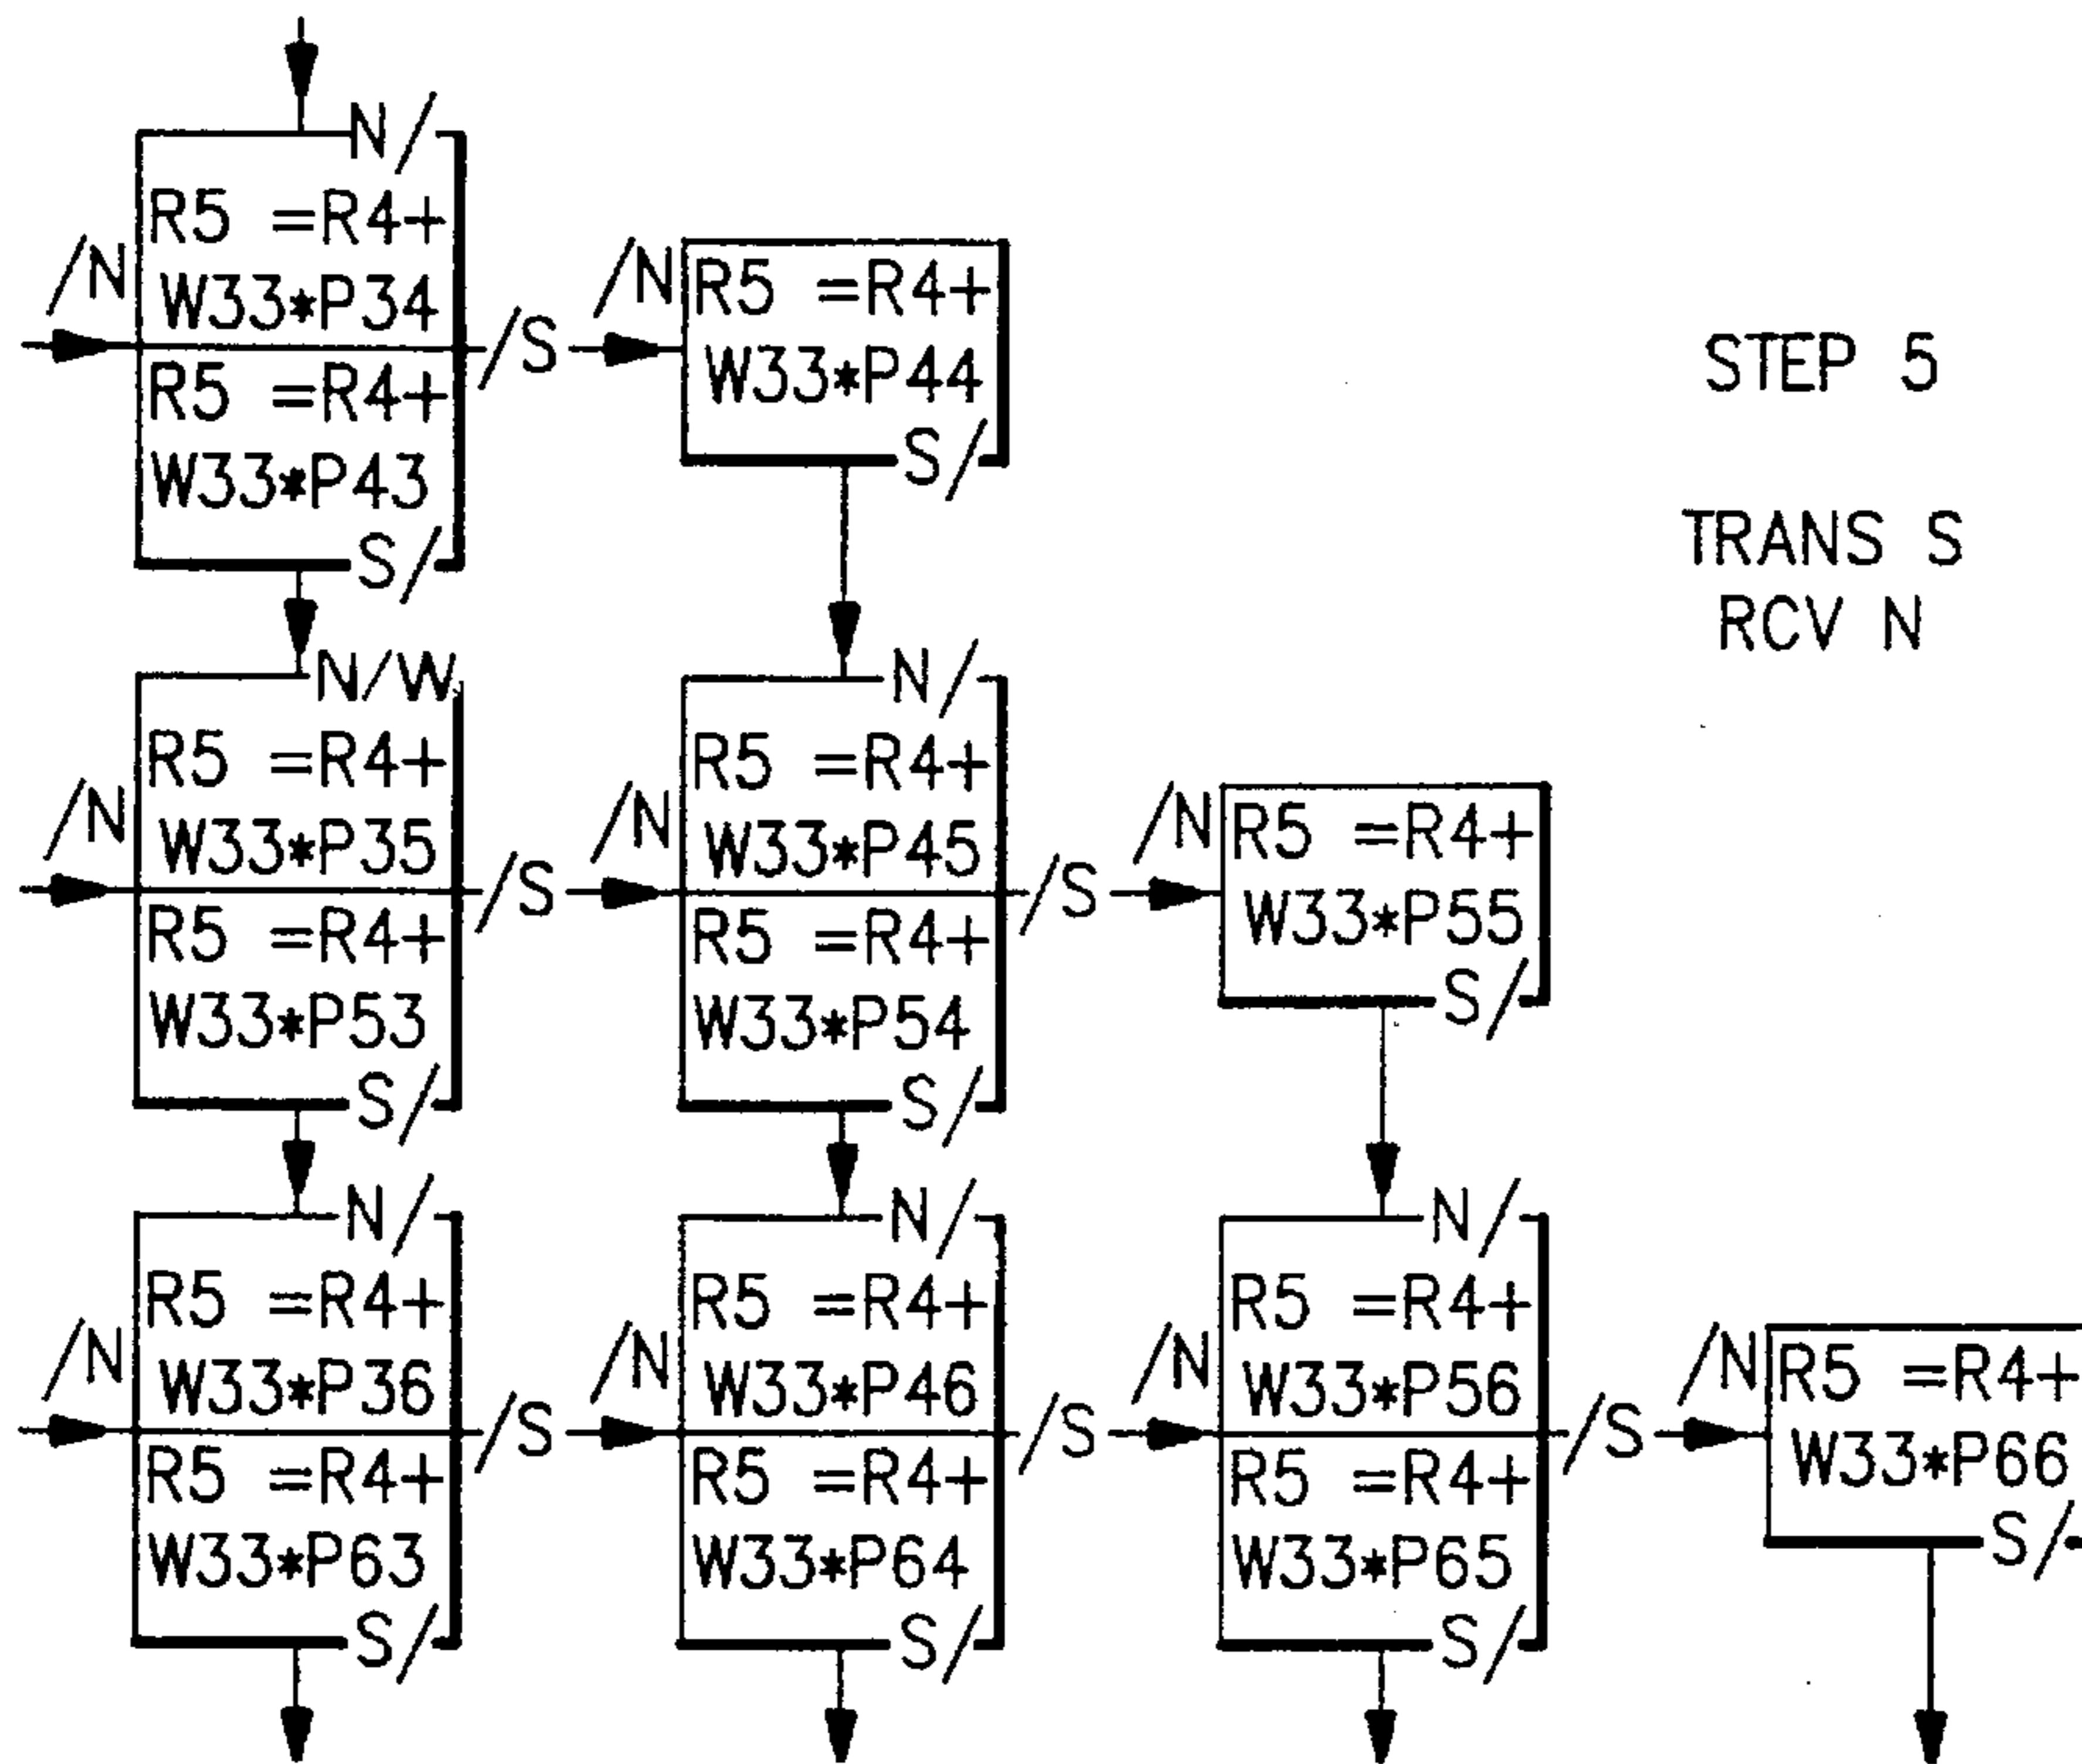 N/
R5 =R4+
/N
W33*P34
R5 =R4+
/S
W33*P43
S/
/N
R5 =R4+
W33*P44
S/
STEP 5
TRANS S
RCV N
N/W
R5 =R4+
/N
W33*P35
R5 =R4+
/S
W33*P53
S/
N/
R5 =R4+
/N
W33*P45
R5 =R4+
/S
W33*P54
S/
/N
R5 =R4+
W33*P55
S/
N/
R5 =R4+
/N
W33*P36
R5 =R4+
/S
W33*P63
S/
N/
R5 =R4+
/N
W33*P46
R5 =R4+
/S
W33*P64
S/
N/
R5 =R4+
/N
W33*P56
R5 =R4+
/S
W33*P65
S/
/N
R5 =R4+
W33*P66
S/